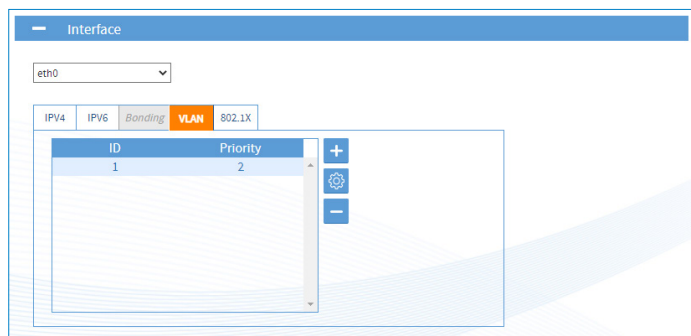 Interface
eth0
IPV4 IPV6 Bonding VLAN 802.1X
ID Priority
1 2